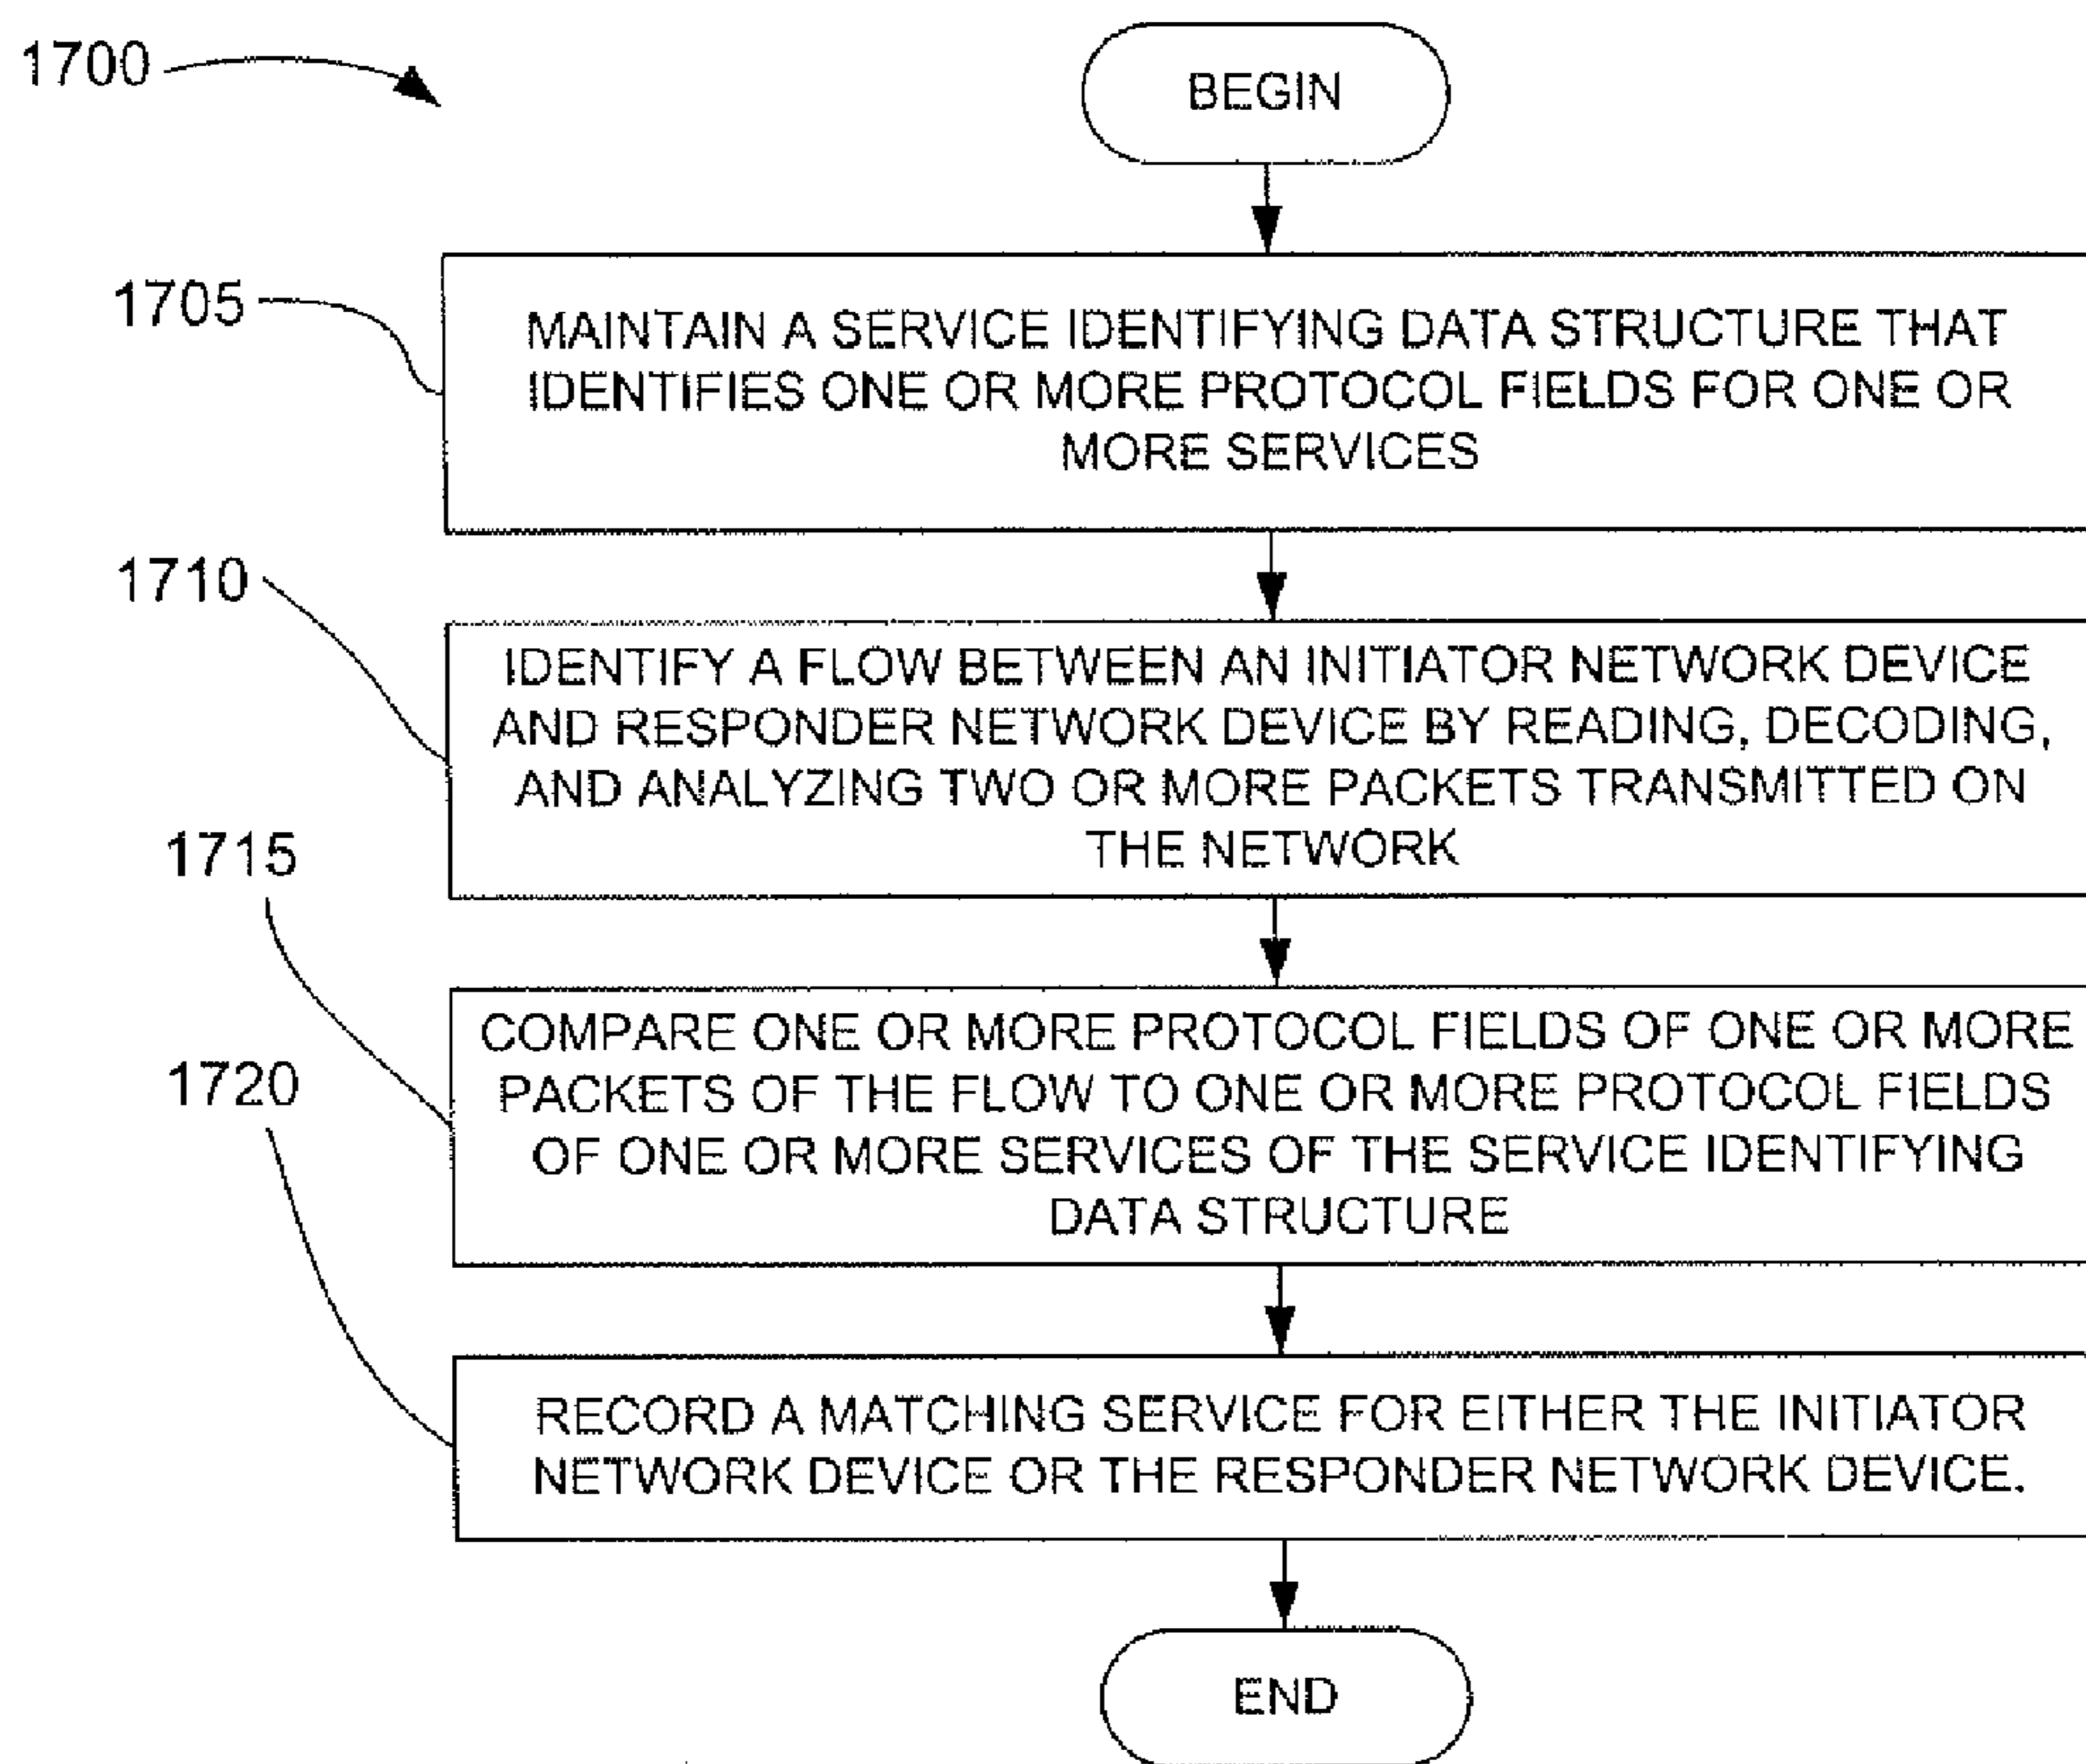 1700
BEGIN
1705
MAINTAIN A SERVICE IDENTIFYING DATA STRUCTURE THAT
IDENTIFIES ONE OR MORE PROTOCOL FIELDS FOR ONE OR
MORE SERVICES
1710
IDENTIFY A FLOW BETWEEN AN INITIATOR NETWORK DEVICE
AND RESPONDER NETWORK DEVICE BY READING, DECODING,
AND ANALYZING TWO OR MORE PACKETS TRANSMITTED ON
THE NETWORK
1715
COMPARE ONE OR MORE PROTOCOL FIELDS OF ONE OR MORE
PACKETS OF THE FLOW TO ONE OR MORE PROTOCOL FIELDS
OF ONE OR MORE SERVICES OF THE SERVICE IDENTIFYING
DATA STRUCTURE
1720
RECORD A MATCHING SERVICE FOR EITHER THE INITIATOR
NETWORK DEVICE OR THE RESPONDER NETWORK DEVICE.
END